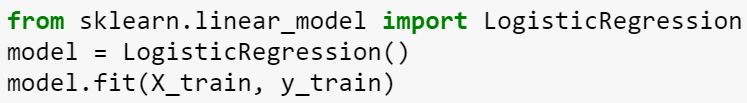 from sklearn.linear_model import LogisticRegression
model = LogisticRegression()
model.fit(X_train, y_train)